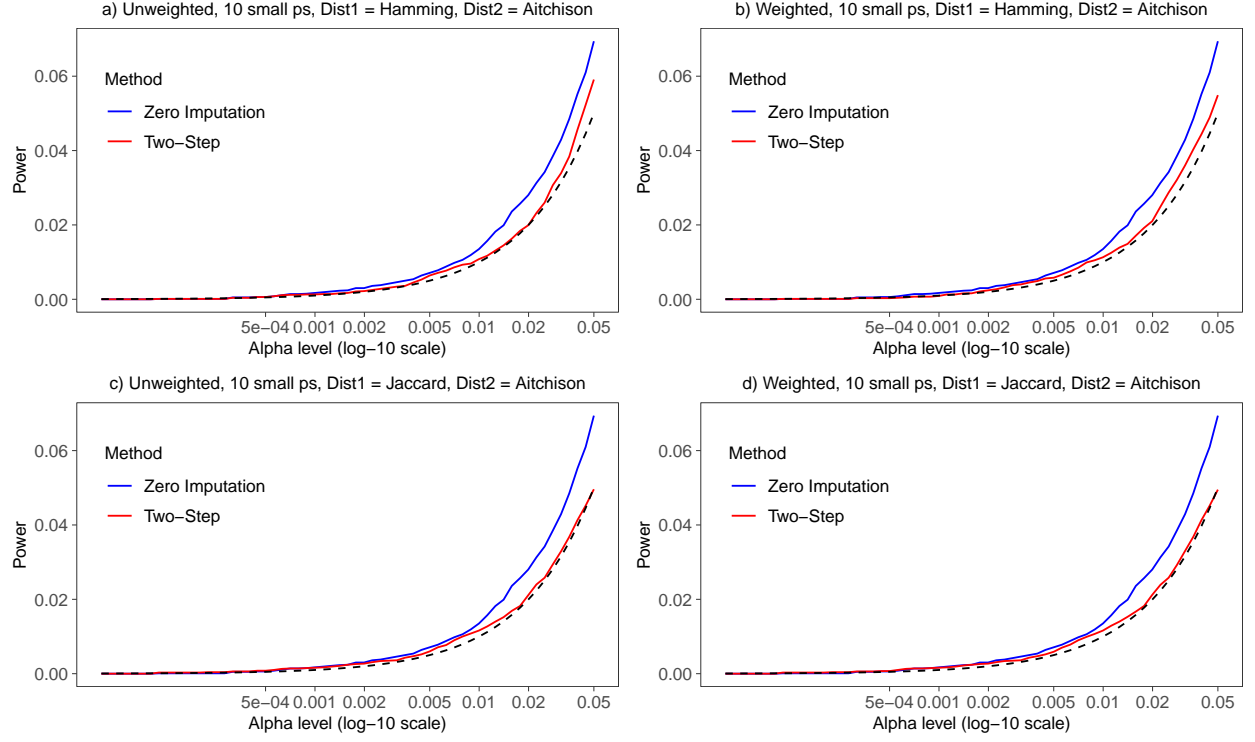 a) Unweighted, 10 small ps, Dist1 = Hamming, Dist2 = Aitchison
Power
0.06
0.04
0.02
0.00
Method
Zero Imputation
Two−Step
5e−04 0.001 0.002 0.005 0.01 0.02 0.05
Alpha level (log−10 scale)
b) Weighted, 10 small ps, Dist1 = Hamming, Dist2 = Aitchison
Power
0.06
0.04
0.02
0.00
Method
Zero Imputation
Two−Step
5e−04 0.001 0.002 0.005 0.01 0.02 0.05
Alpha level (log−10 scale)
c) Unweighted, 10 small ps, Dist1 = Jaccard, Dist2 = Aitchison
Power
0.06
0.04
0.02
0.00
Method
Zero Imputation
Two−Step
5e−04 0.001 0.002 0.005 0.01 0.02 0.05
Alpha level (log−10 scale)
d) Weighted, 10 small ps, Dist1 = Jaccard, Dist2 = Aitchison
Power
0.06
0.04
0.02
0.00
Method
Zero Imputation
Two−Step
5e−04 0.001 0.002 0.005 0.01 0.02 0.05
Alpha level (log−10 scale)